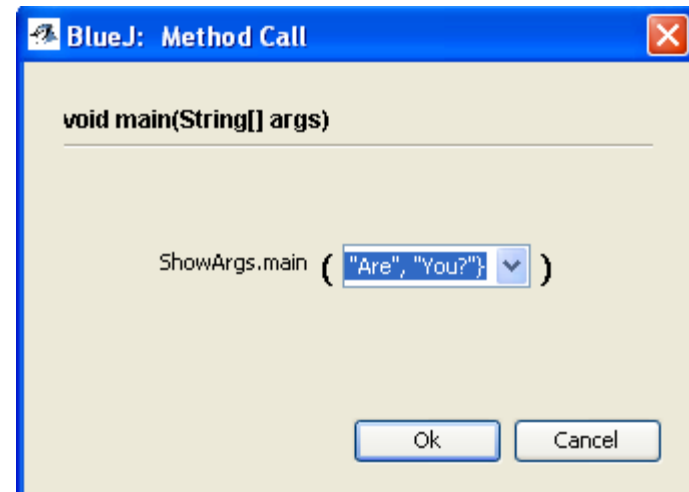 BlueJ: Method Call
void main(String[] args)
ShowArgs.main ( "Are", "You?"} )
Ok Cancel